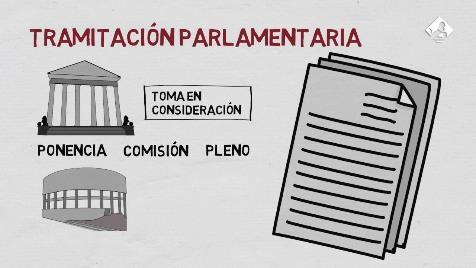 TRAMITACIÓN PARLAMENTARIA
TOMA EN
CONSIDERACIÓN
PONENCIA COMISIÓN PLENO